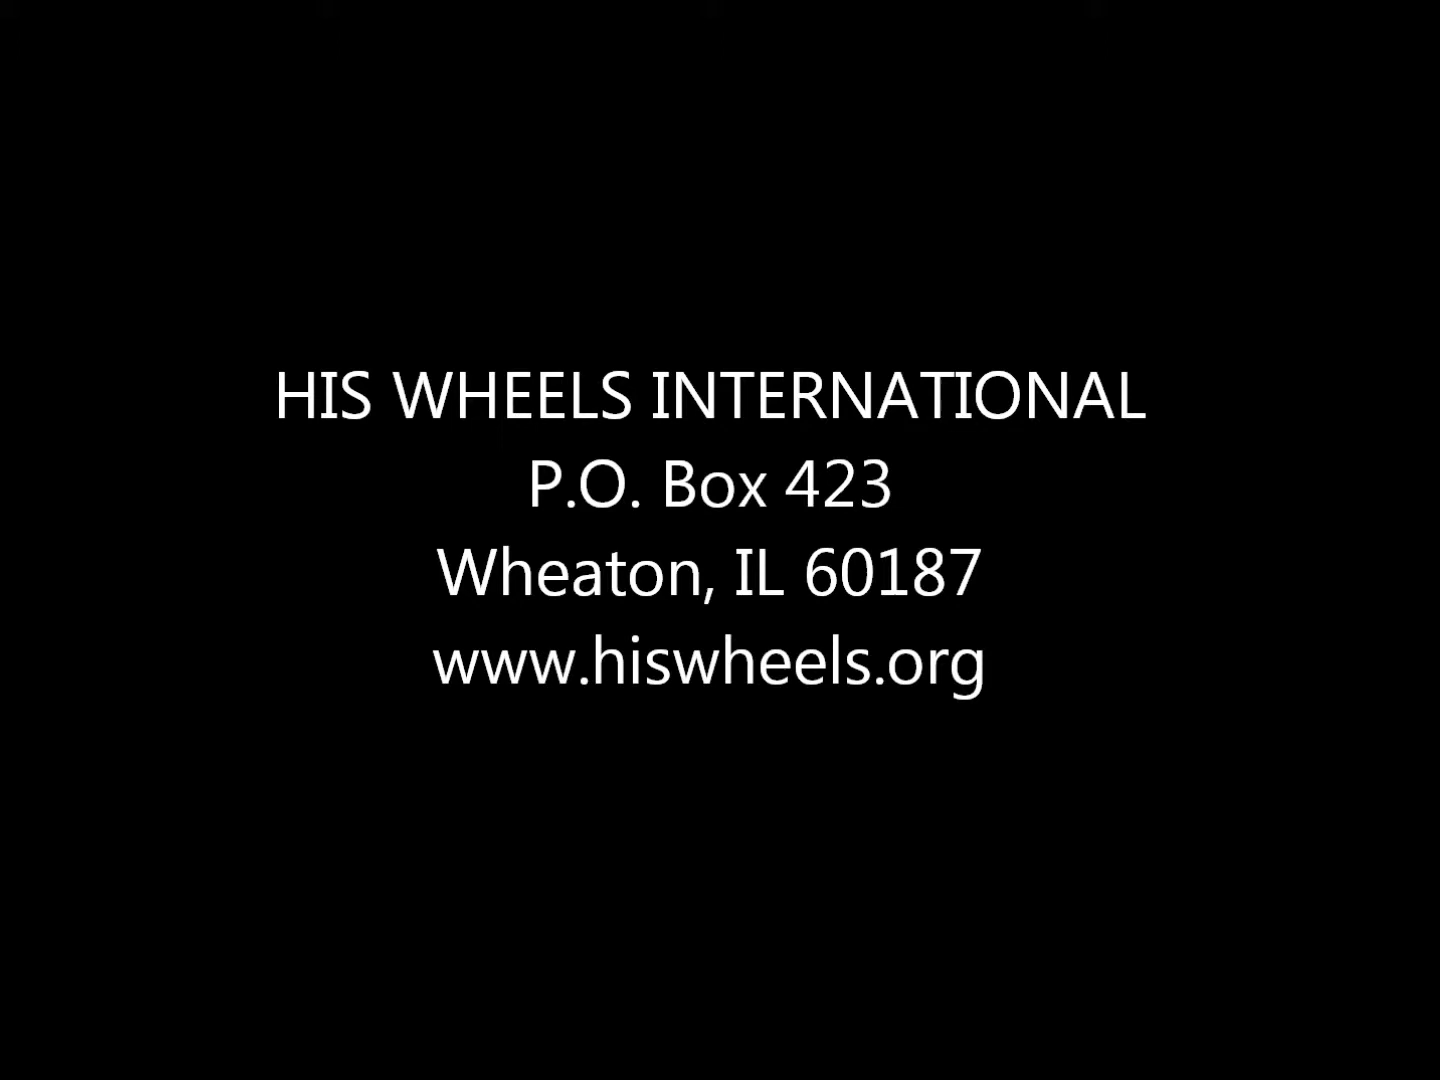 HIS WHEELS INTERNATIONAL
P.O. Box 423
Wheaton, IL 60187
www.hiswheels.org